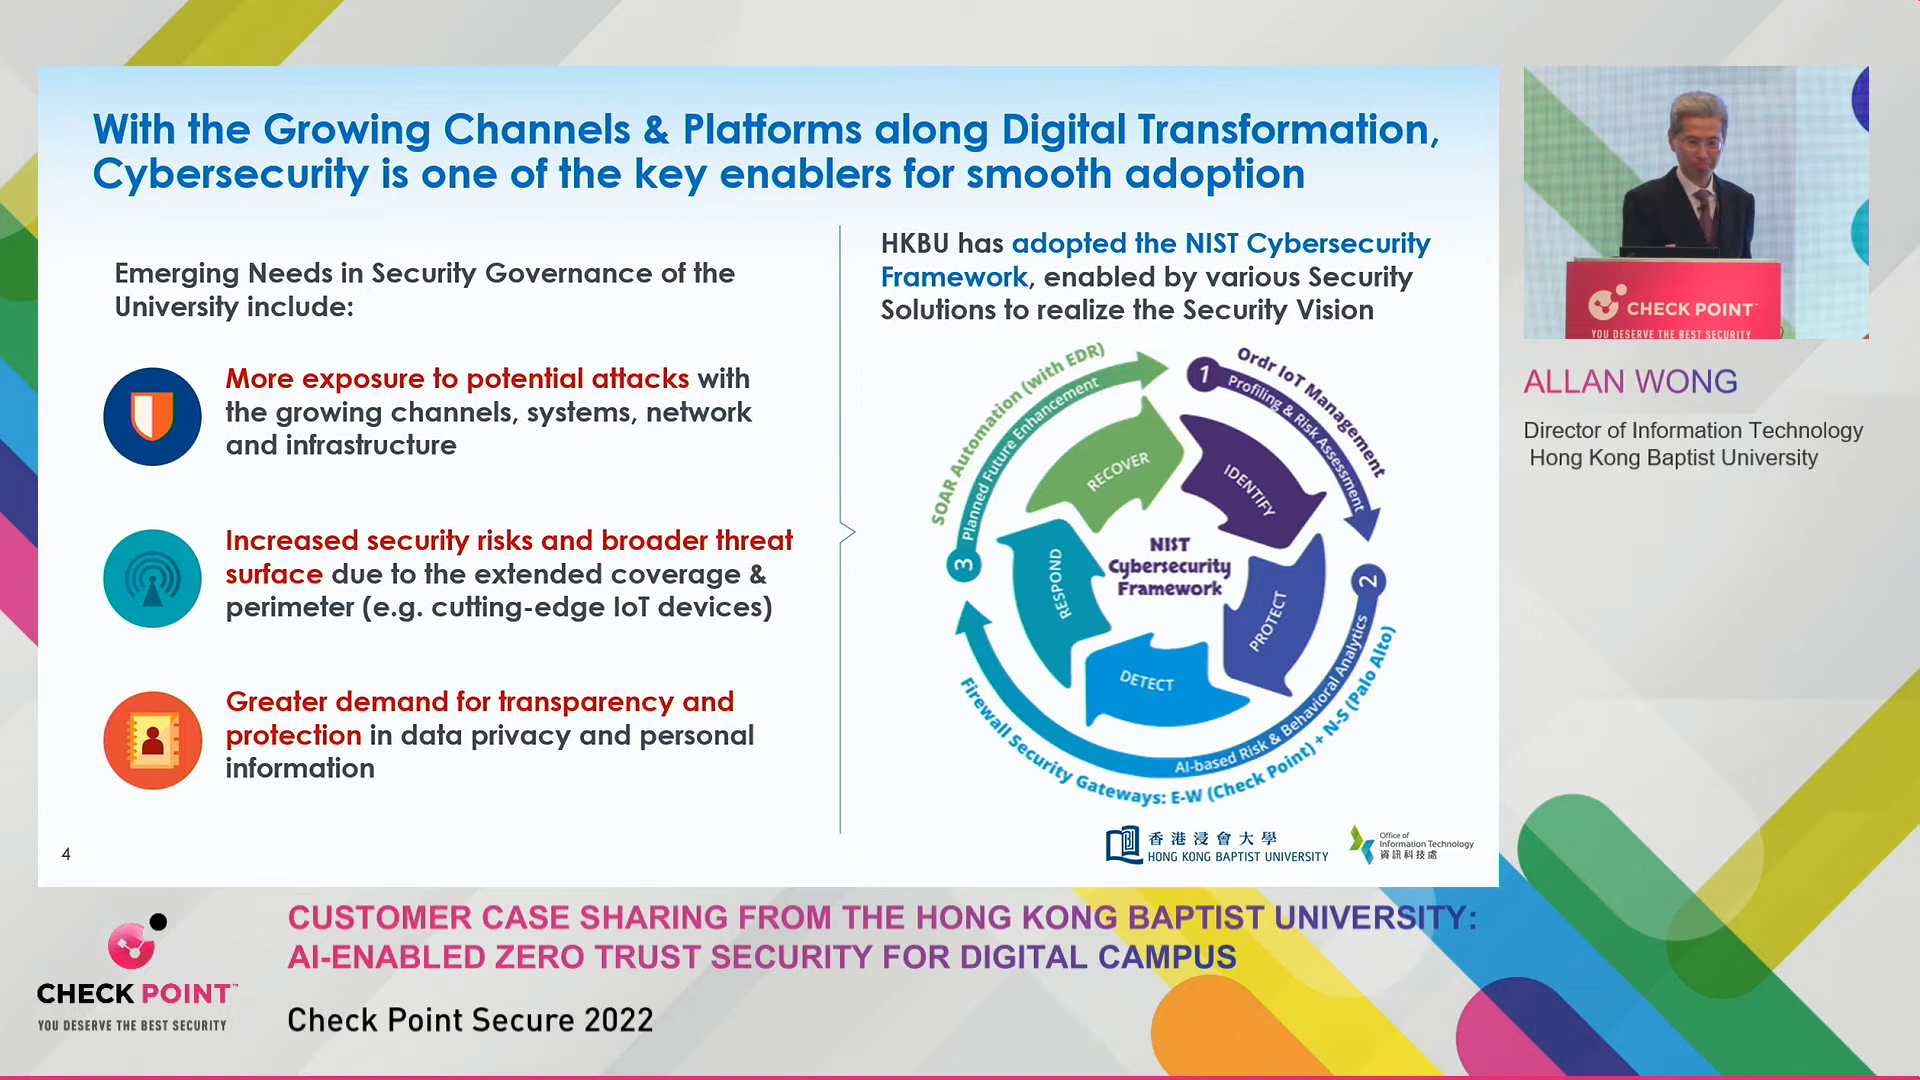 With the Growing Channels & Platforms along Digital Transformation,
Cybersecurity is one of the key enablers for smooth adoption
Emerging Needs in Security Governance of the
University include:
More exposure to potential attacks with
the growing channels, systems, network
and infrastructure
Increased security risks and broader threat
surface due to the extended coverage &
perimeter (e.g. cutting-edge IoT devices)
Greater demand for transparency and
protection in data privacy and personal
information
HKBU has adopted the NIST Cybersecurity
Framework, enabled by various Security
Solutions to realize the Security Vision
1
Ordr IoT Management
Profiling & Risk Assessment
IDENTIFY
2
PROTECT
AI-based Risk & Behavioral Analytics
Firewall Security Gateways: E-W (Check Point) + N-S (Palo Alto)
DETECT
RESPOND
3
Planned Future Enhancement
SOAR Automation (with EDR)
RECOVER
NIST
Cybersecurity
Framework
4
香港浸會大學
HONG KONG BAPTIST UNIVERSITY
Office of
Information Technology
資訊科技處
CHECK POINT
YOU DESERVE THE BEST SECURITY
ALLAN WONG
Director of Information Technology
Hong Kong Baptist University
CHECK POINT™
YOU DESERVE THE BEST SECURITY
CUSTOMER CASE SHARING FROM THE HONG KONG BAPTIST UNIVERSITY:
AI-ENABLED ZERO TRUST SECURITY FOR DIGITAL CAMPUS
Check Point Secure 2022